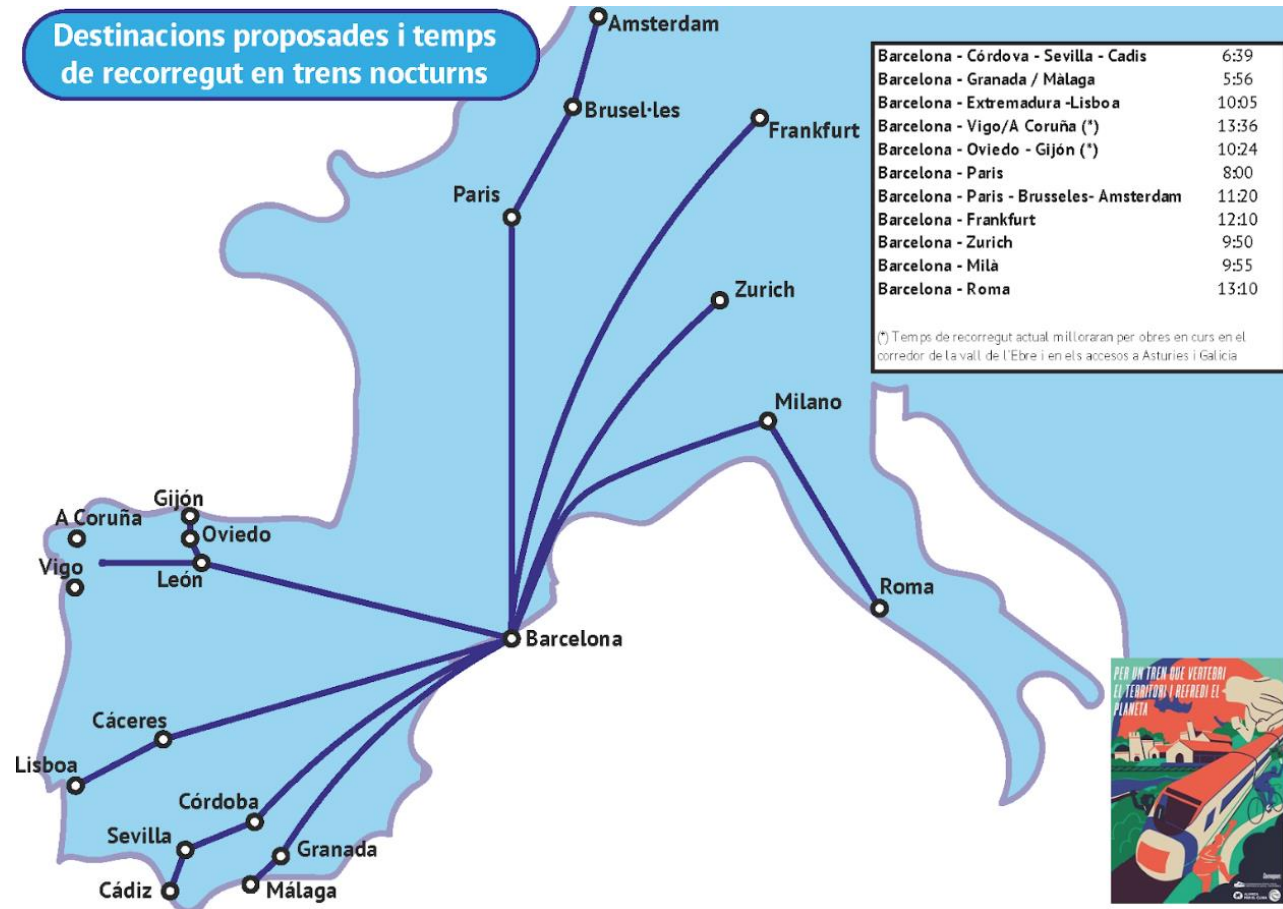 Destinacions proposades i temps
de recorregut en trens nocturns
Barcelona - Córdova - Sevilla - Cadis 6:39
Barcelona - Granada / Màlaga 5:56
Barcelona - Extremadura -Lisboa 10:05
Barcelona - Vigo/A Coruña (*) 13:36
Barcelona - Oviedo - Gijón (*) 10:24
Barcelona - Paris 8:00
Barcelona - Paris - Brusseles- Amsterdam 11:20
Barcelona - Frankfurt 12:10
Barcelona - Zurich 9:50
Barcelona - Milà 9:55
Barcelona - Roma 13:10
(*) Temps de recorregut actual milloraran per obres en curs en el
corredor de la vall de l'Ebre i en els accesos a Asturies i Galicia
Amsterdam
Brusel·les
Frankfurt
Paris
Zurich
Milano
Gijón
A Coruña
Oviedo
Vigo
León
Roma
Barcelona
Cáceres
Lisboa
Córdoba
Sevilla
Granada
Cádiz
Málaga
PER UN TREN QUE VERTEBRI
EL TERRITORI I REFREDI EL
PLANETA